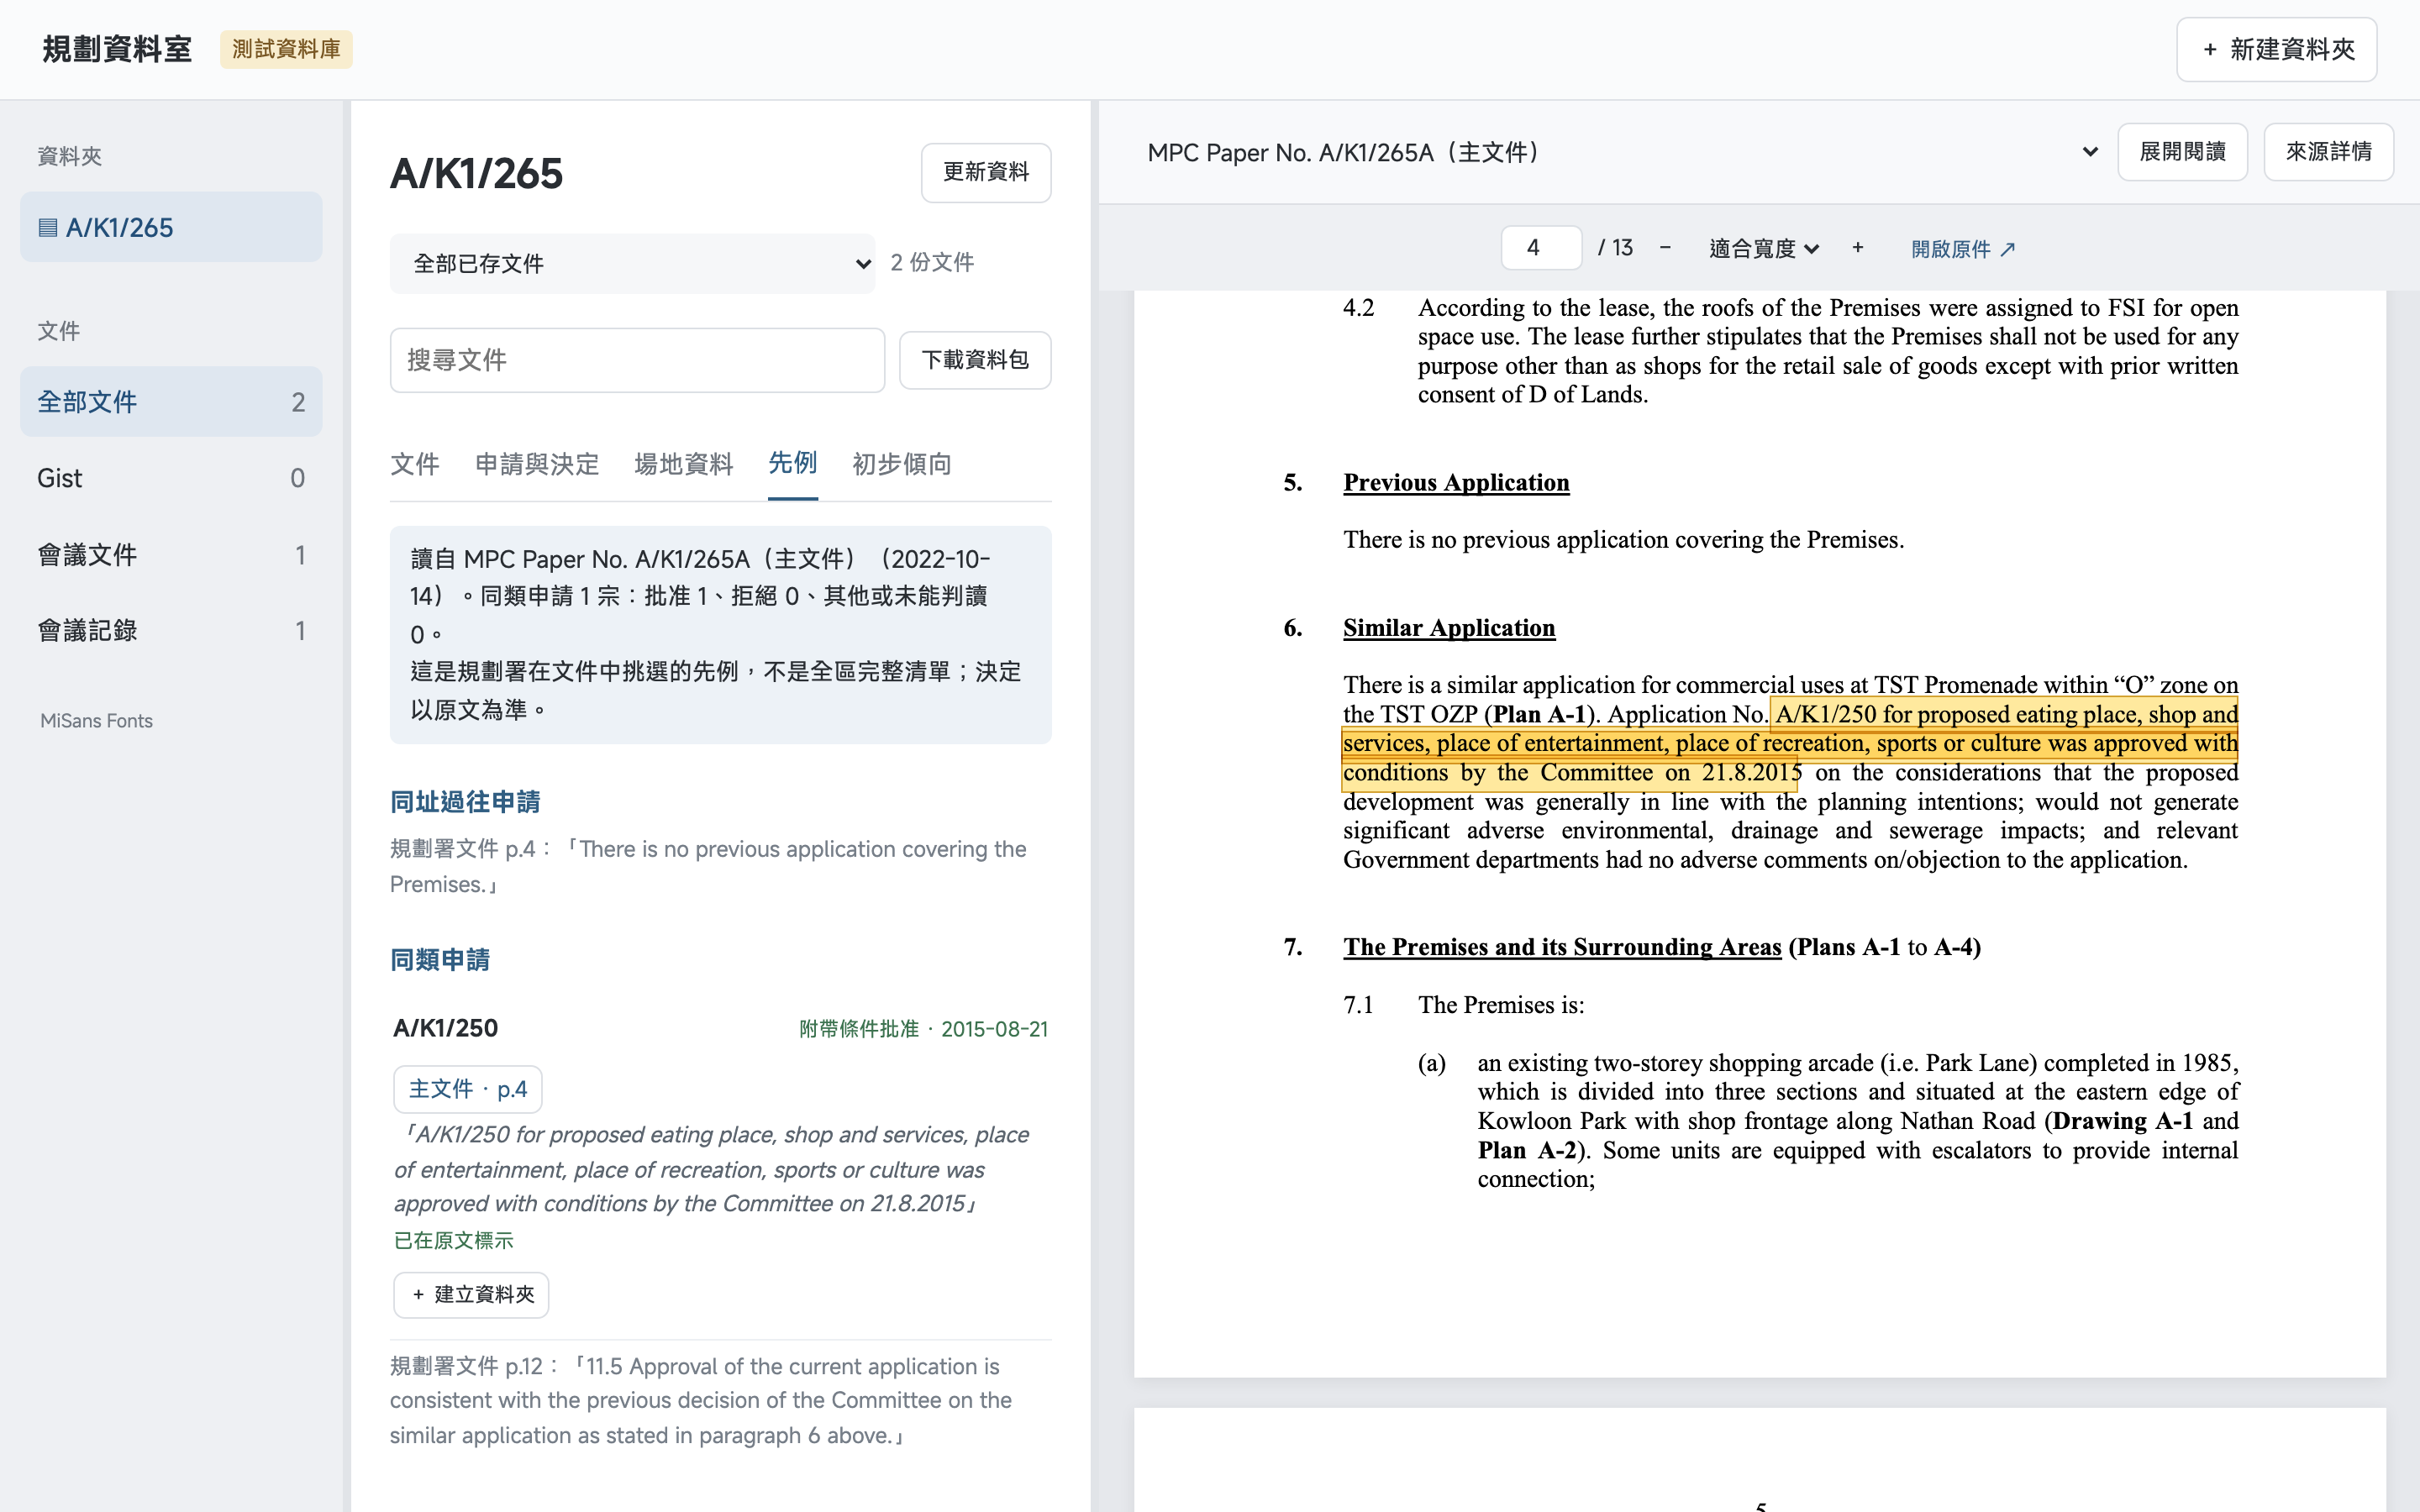 規劃資料室
測試資料庫
+ 新建資料夾
資料夾
A/K1/265
文件
全部文件 2
Gist 0
會議文件 1
會議記錄 1
MiSans Fonts
A/K1/265
更新資料
全部已存文件
2 份文件
搜尋文件
下載資料包
文件 申請與決定 場地資料 先例 初步傾向
讀自 MPC Paper No. A/K1/265A（主文件）（2022-10-
14）。同類申請 1 宗：批准 1、拒絕 0、其他或未能判讀
0。
這是規劃署在文件中挑選的先例，不是全區完整清單；決定
以原文為準。
同址過往申請
規劃署文件 p.4：「There is no previous application covering the
Premises.」
同類申請
A/K1/250
附帶條件批准 · 2015-08-21
主文件 · p.4
「A/K1/250 for proposed eating place, shop and services, place
of entertainment, place of recreation, sports or culture was
approved with conditions by the Committee on 21.8.2015」
已在原文標示
+ 建立資料夾
規劃署文件 p.12：「11.5 Approval of the current application is
consistent with the previous decision of the Committee on the
similar application as stated in paragraph 6 above.」
MPC Paper No. A/K1/265A（主文件）
展開閱讀
來源詳情
4 / 13 − 適合寬度 + 開啟原件 ↗
4.2 According to the lease, the roofs of the Premises were assigned to FSI for open
space use. The lease further stipulates that the Premises shall not be used for any
purpose other than as shops for the retail sale of goods except with prior written
consent of D of Lands.
5. Previous Application
There is no previous application covering the Premises.
6. Similar Application
There is a similar application for commercial uses at TST Promenade within “O” zone on
the TST OZP (Plan A-1). Application No. A/K1/250 for proposed eating place, shop and
services, place of entertainment, place of recreation, sports or culture was approved with
conditions by the Committee on 21.8.2015 on the considerations that the proposed
development was generally in line with the planning intentions; would not generate
significant adverse environmental, drainage and sewerage impacts; and relevant
Government departments had no adverse comments on/objection to the application.
7. The Premises and its Surrounding Areas (Plans A-1 to A-4)
7.1 The Premises is:
(a) an existing two-storey shopping arcade (i.e. Park Lane) completed in 1985,
which is divided into three sections and situated at the eastern edge of
Kowloon Park with shop frontage along Nathan Road (Drawing A-1 and
Plan A-2). Some units are equipped with escalators to provide internal
connection;